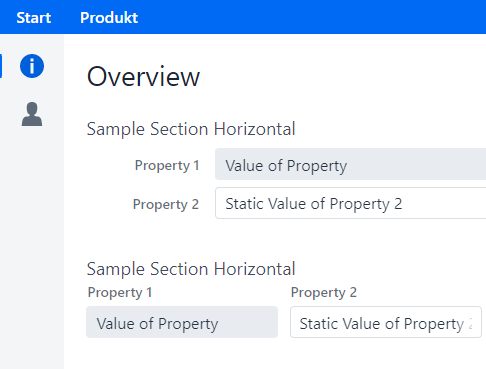 Start Produkt
Overview
Sample Section Horizontal
Property 1 Value of Property
Property 2 Static Value of Property 2
Sample Section Horizontal
Property 1 Property 2
Value of Property Static Value of Property 2